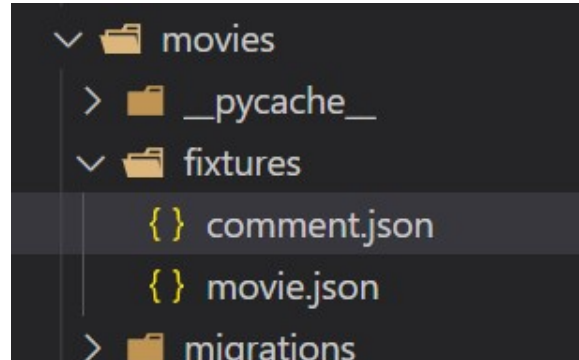 movies
__pycache__
fixtures
{ } comment.json
{ } movie.json
migrations